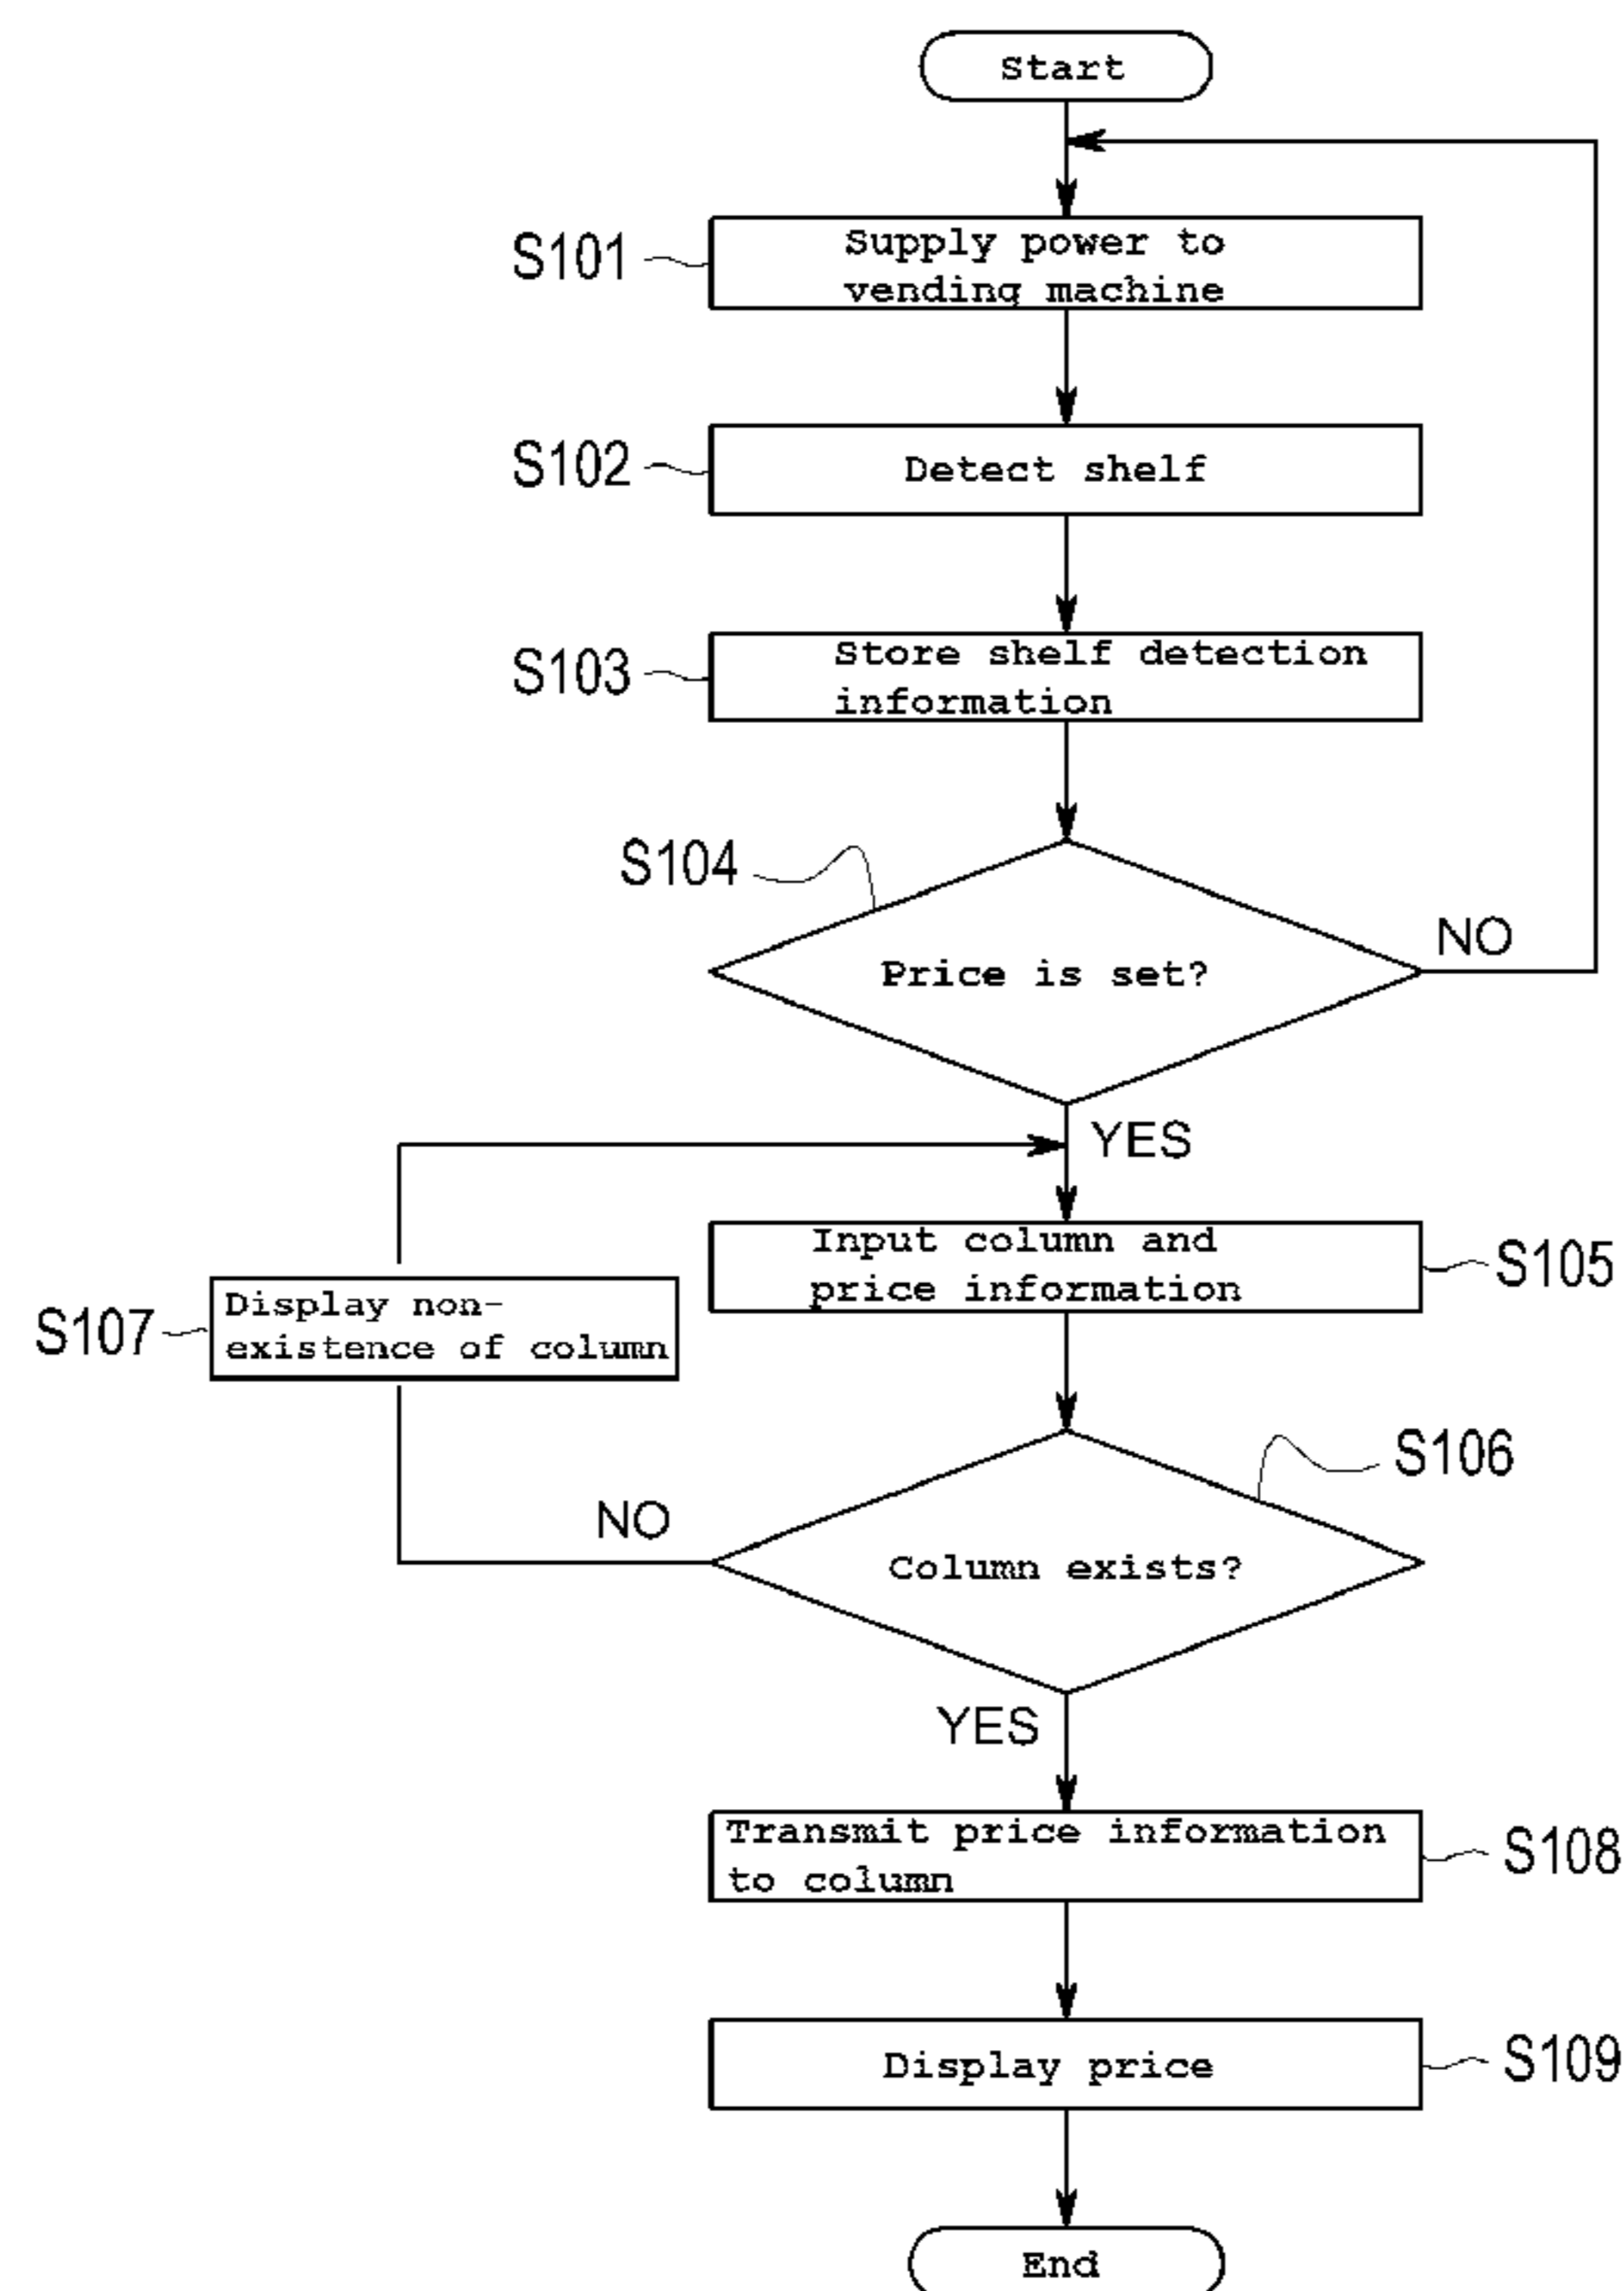 Start
S101
Supply power to
vending machine
S102
Detect shelf
S103
Store shelf detection
information
S104
Price is set?
NO
YES
Input column and
price information
S105
S107
Display non-
existence of column
S106
NO
Column exists?
YES
Transmit price information
to column
S108
Display price
S109
End